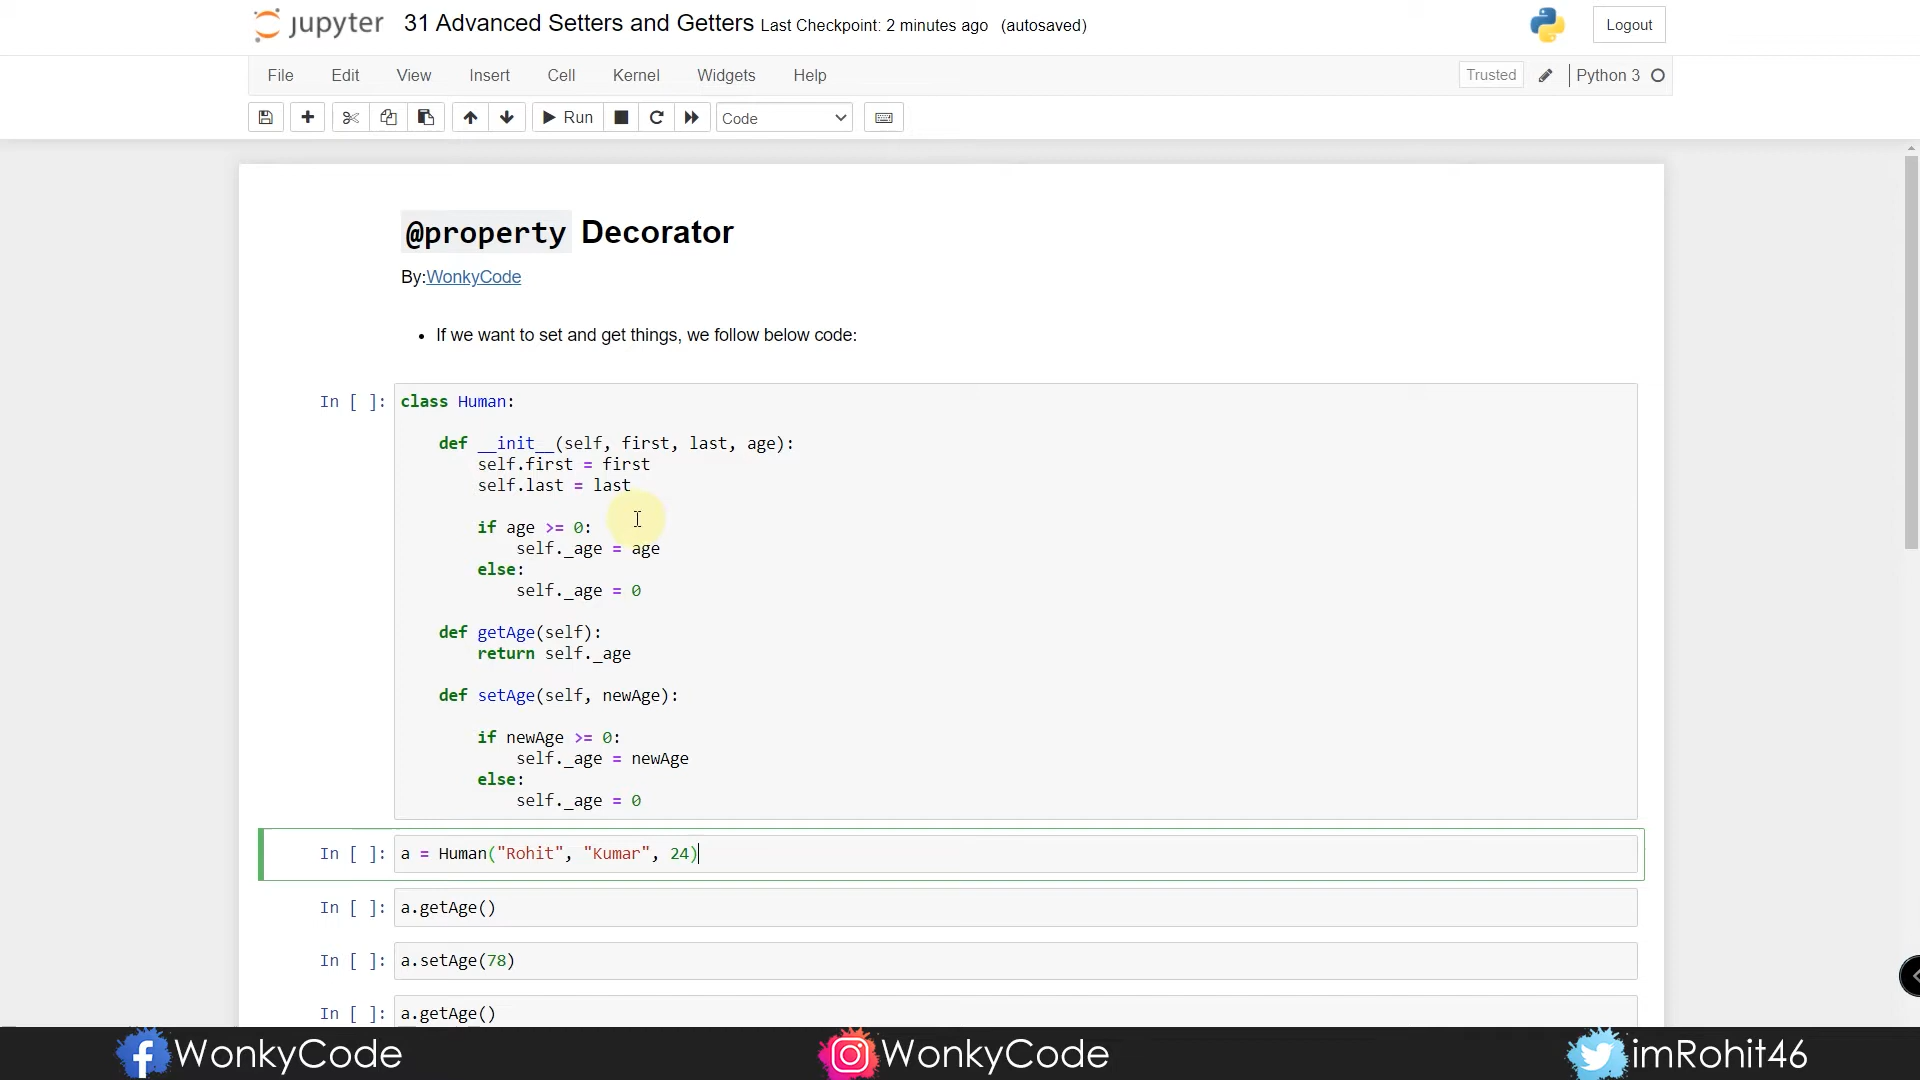 jupyter 31 Advanced Setters and Getters Last Checkpoint: 2 minutes ago (autosaved) Logout
File Edit View Insert Cell Kernel Widgets Help Trusted Python 3
Run Code
@property Decorator
By:WonkyCode
• If we want to set and get things, we follow below code:
In [ ]: class Human:
def __init__(self, first, last, age):
self.first = first
self.last = last
if age >= 0:
self._age = age
else:
self._age = 0
def getAge(self):
return self._age
def setAge(self, newAge):
if newAge >= 0:
self._age = newAge
else:
self._age = 0
In [ ]: a = Human("Rohit", "Kumar", 24)
In [ ]: a.getAge()
In [ ]: a.setAge(78)
In [ ]: a.getAge()
WonkyCode WonkyCode imRohit46